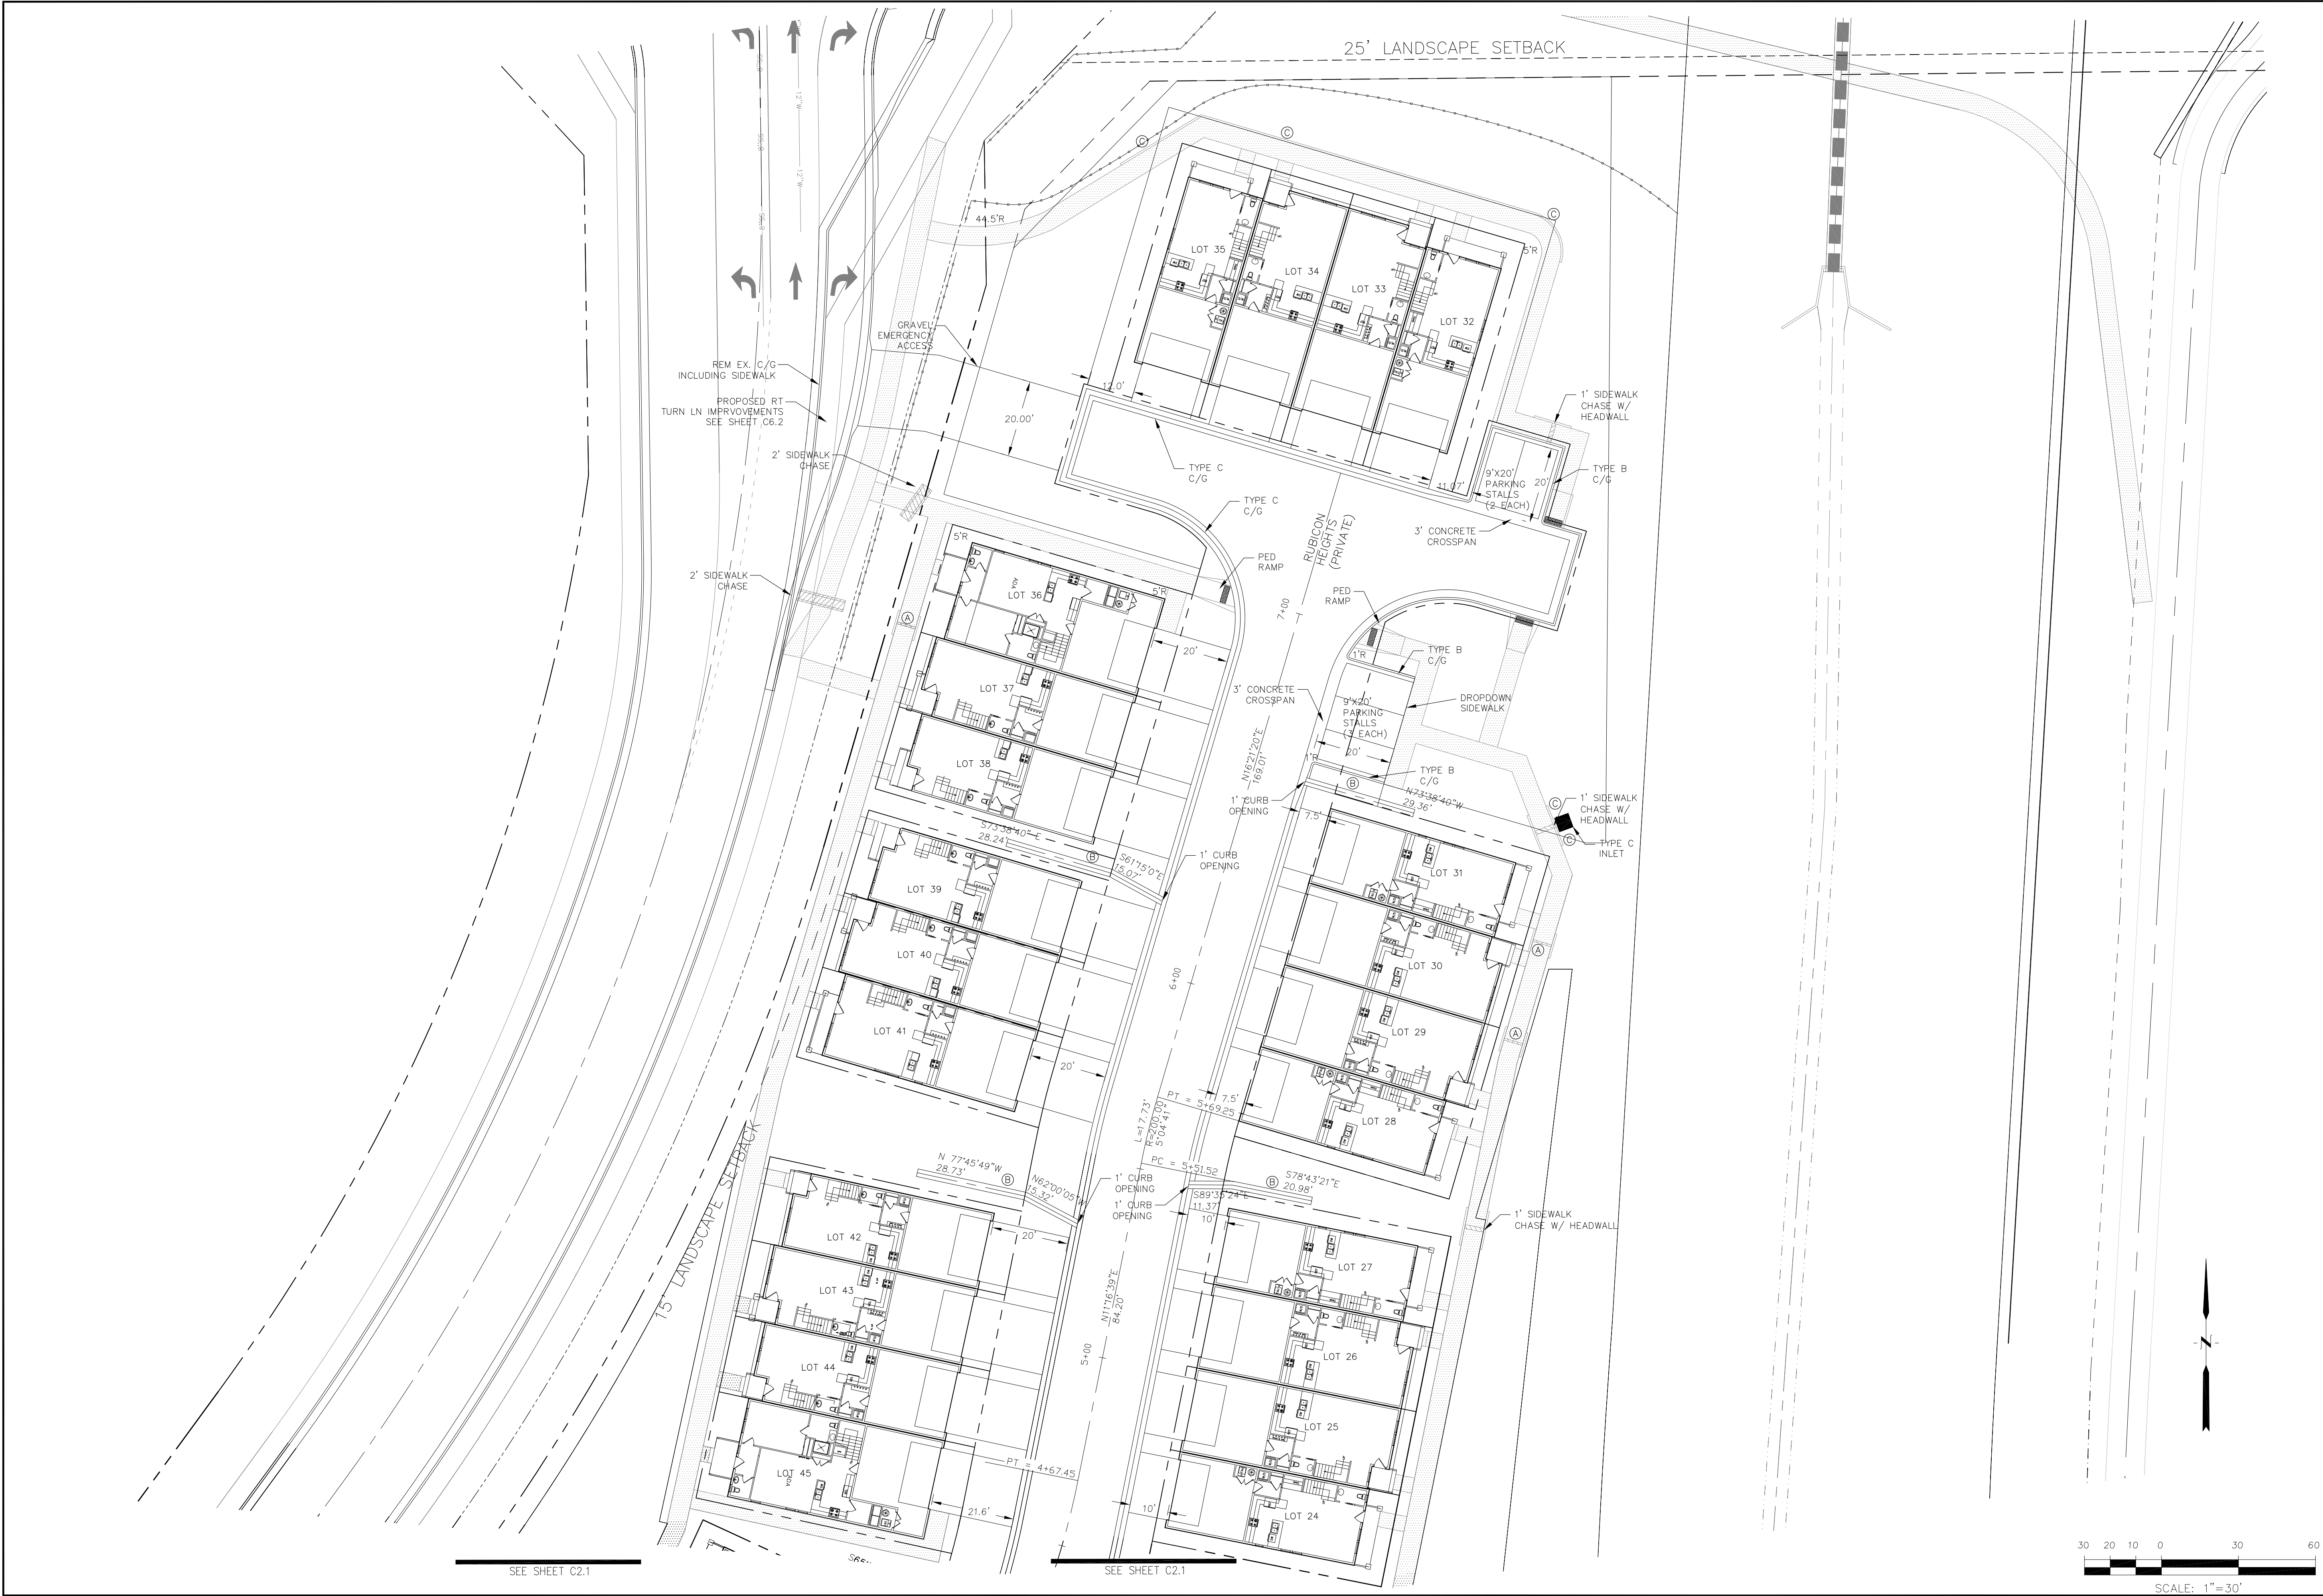 25' LANDSCAPE SETBACK
12"W
12"W
SS,8
SS,8
SS,8
44.5'R
5'R
LOT 35
LOT 34
LOT 33
LOT 32
GRAVEL
EMERGENCY
ACCESS
REM EX. C/G
INCLUDING SIDEWALK
PROPOSED RT
TURN LN IMPRVOVEMENTS
SEE SHEET C6.2
20.00'
12.0'
TYPE C
C/G
11.07'
9'X20'
PARKING
STALLS
(2 EACH)
20'
1' SIDEWALK
CHASE W/
HEADWALL
TYPE B
C/G
2' SIDEWALK
CHASE
TYPE C
C/G
RUBICON
HEIGHTS
(PRIVATE)
3' CONCRETE
CROSSPAN
5'R
PED
RAMP
2' SIDEWALK
CHASE
ADA
LOT 36
5'R
PED
RAMP
7+00
A
20'
1'R
TYPE B
C/G
LOT 37
3' CONCRETE
CROSSPAN
9'X20'
PARKING
STALLS
(3 EACH)
DROPDOWN
SIDEWALK
20'
N16°21'20"E
169.01'
1'R
LOT 38
B
TYPE B
C/G
N73°38'40"W
29.36'
1' CURB
OPENING
7.5'
C
1' SIDEWALK
CHASE W/
HEADWALL
C
TYPE C
INLET
S73°38'40" E
28.24'
B
S61°15'0"E
15.07'
1' CURB
OPENING
LOT 31
LOT 39
LOT 40
LOT 30
A
6+00
LOT 41
LOT 29
A
20'
PT = 5+69.25
7.5'
L=17.73'
R=200.00'
5°04'41"
LOT 28
15' LANDSCAPE SETBACK
N 77°45'49"W
28.73'
B
N62°00'05"W
15.32'
PC = 5+51.52
B
S78°43'21"E
20.98'
S89°35'24"E
11.37'
10'
1' CURB
OPENING
1' CURB
OPENING
1' SIDEWALK
CHASE W/ HEADWALL
LOT 42
20'
LOT 27
LOT 43
N11°16'39"E
84.20'
LOT 26
5+00
LOT 44
LOT 25
PT = 4+67.45
LOT 45
ADA
21.6'
10'
LOT 24
C
C
C
N
SEE SHEET C2.1
SEE SHEET C2.1
30 20 10 0 30 60
SCALE: 1"=30'